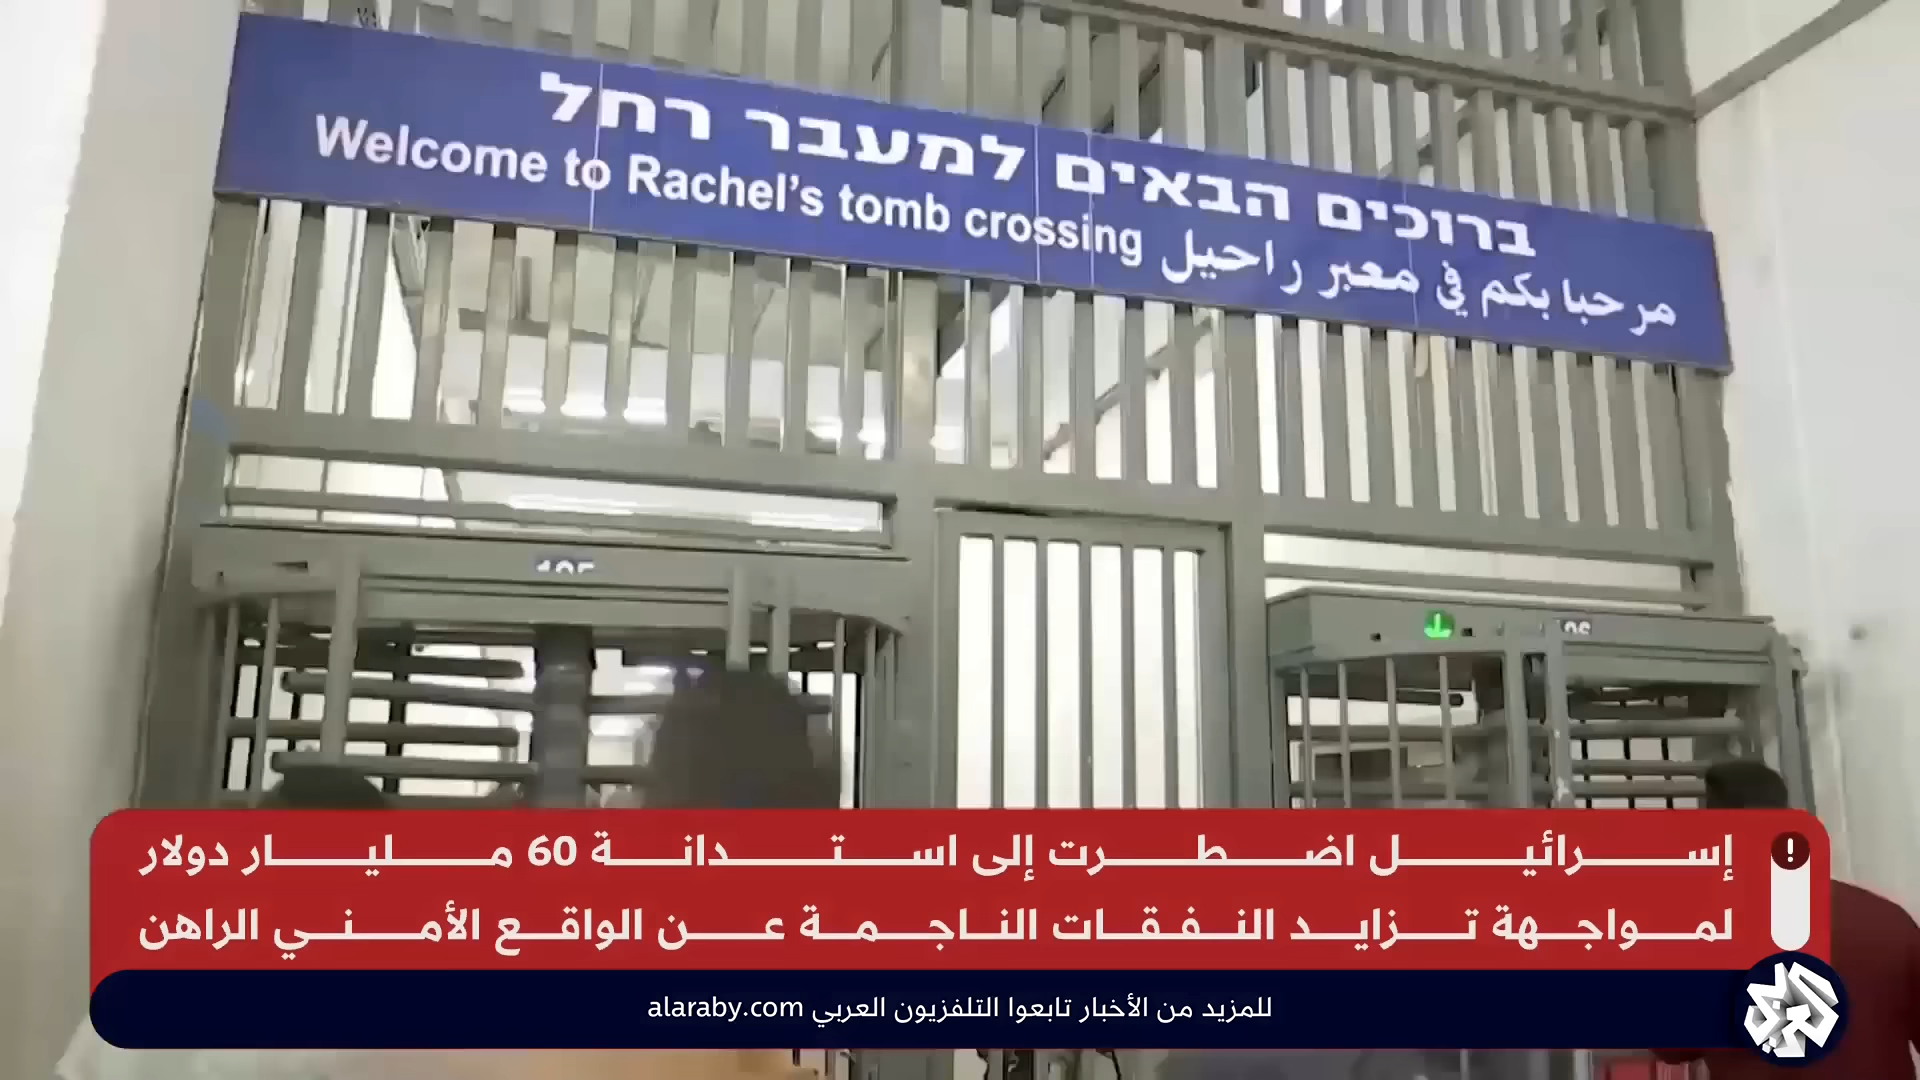 ברוכים הבאים למעבר רחל
Welcome to Rachel's tomb crossing مرحبا بكم في معبر راحيل
إسرائيل اضطرت إلى استدانة 60 مليار دولار
لمواجهة تزايد النفقات الناجمة عن الواقع الأمني الراهن
للمزيد من الأخبار تابعوا التلفزيون العربي alaraby.com
العربي